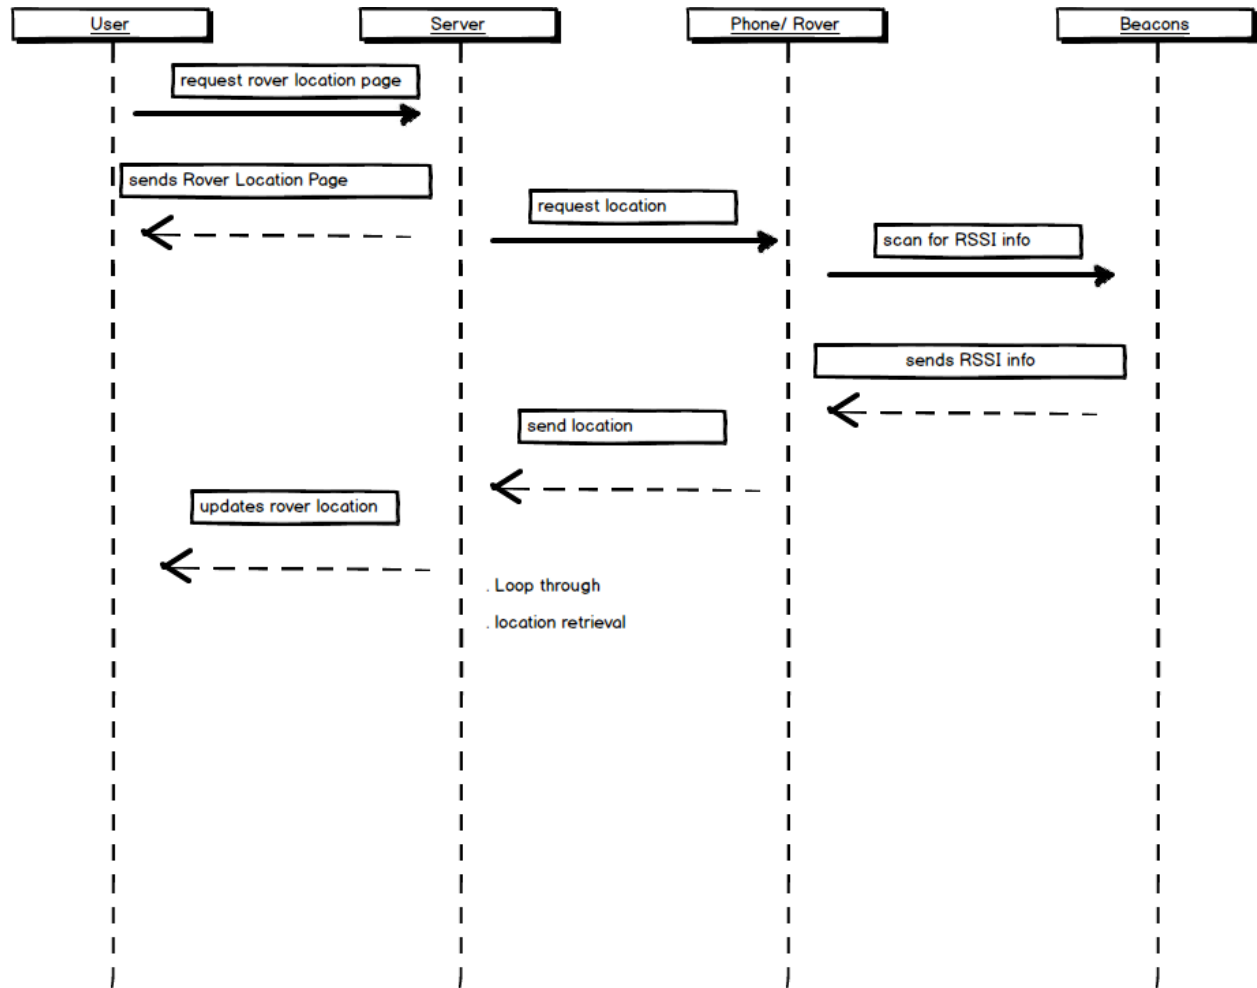 User
Server
Phone/ Rover
Beacons
request rover location page
sends Rover Location Page
request location
scan for RSSI info
sends RSSI info
send location
updates rover location
. Loop through
. location retrieval